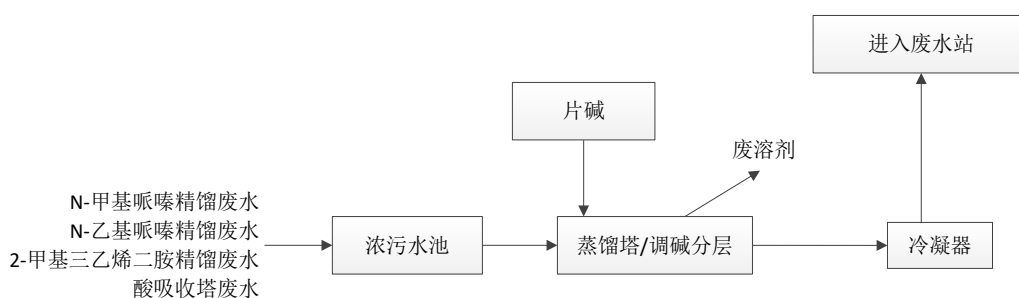 进入废水站
片碱
废溶剂
N-甲基哌嗪精馏废水
N-乙基哌嗪精馏废水
2-甲基三乙烯二胺精馏废水
酸吸收塔废水
浓污水池
蒸馏塔/调碱分层
冷凝器